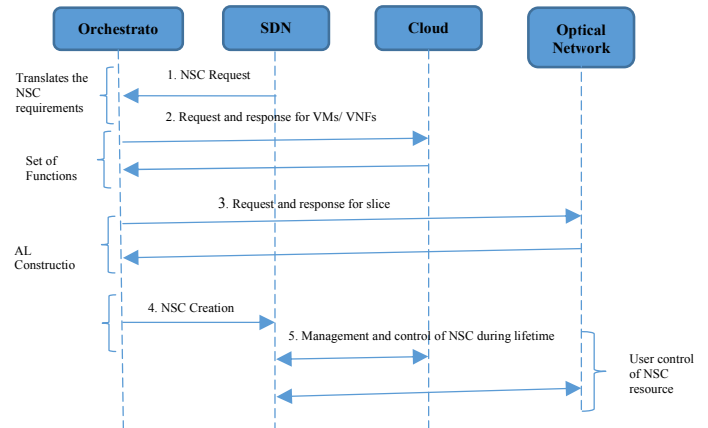 Orchestrato
SDN
Cloud
Optical
Network
Translates the
NSC
requirements
1. NSC Request
2. Request and response for VMs/ VNFs
Set of
Functions
3. Request and response for slice
AL
Constructio
4. NSC Creation
5. Management and control of NSC during lifetime
User control
of NSC
resource